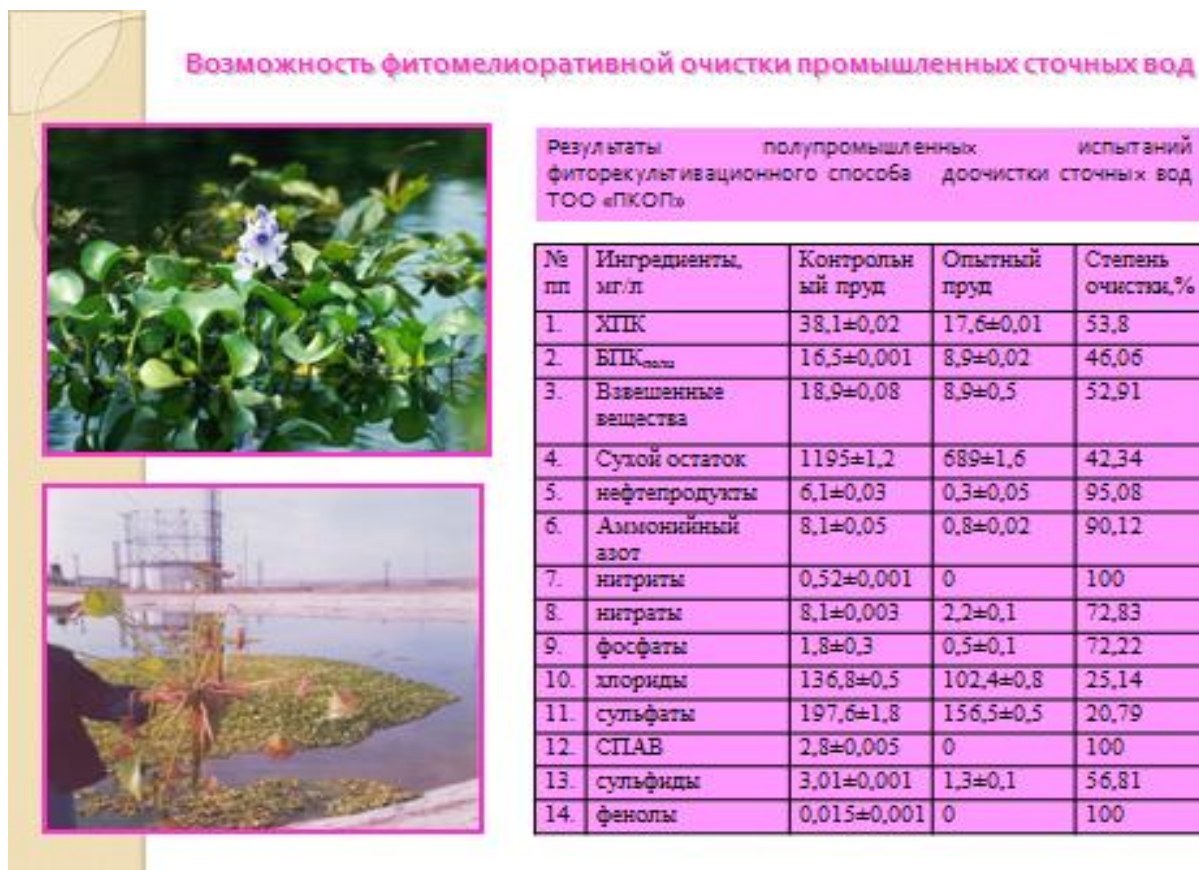 Возможность фитомелиоративной очистки промышленных сточных вод
Результаты полупромышленных испытаний
фиторекультивационного способа доочистки сточных вод
ТОО «ПКОП»
№ пп Ингредиенты, мг/л Контрольный пруд Опытный пруд Степень очистки,%
1. ХПК 38,1±0,02 17,6±0,01 53,8
2. БПКполн 16,5±0,001 8,9±0,02 46,06
3. Взвешенные вещества 18,9±0,08 8,9±0,5 52,91
4. Сухой остаток 1195±1,2 689±1,6 42,34
5. нефтепродукты 6,1±0,03 0,3±0,05 95,08
6. Аммонийный азот 8,1±0,05 0,8±0,02 90,12
7. нитриты 0,52±0,001 0 100
8. нитраты 8,1±0,003 2,2±0,1 72,83
9. фосфаты 1,8±0,3 0,5±0,1 72,22
10. хлориды 136,8±0,5 102,4±0,8 25,14
11. сульфаты 197,6±1,8 156,5±0,5 20,79
12. СПАВ 2,8±0,005 0 100
13. сульфиды 3,01±0,001 1,3±0,1 56,81
14. фенолы 0,015±0,001 0 100